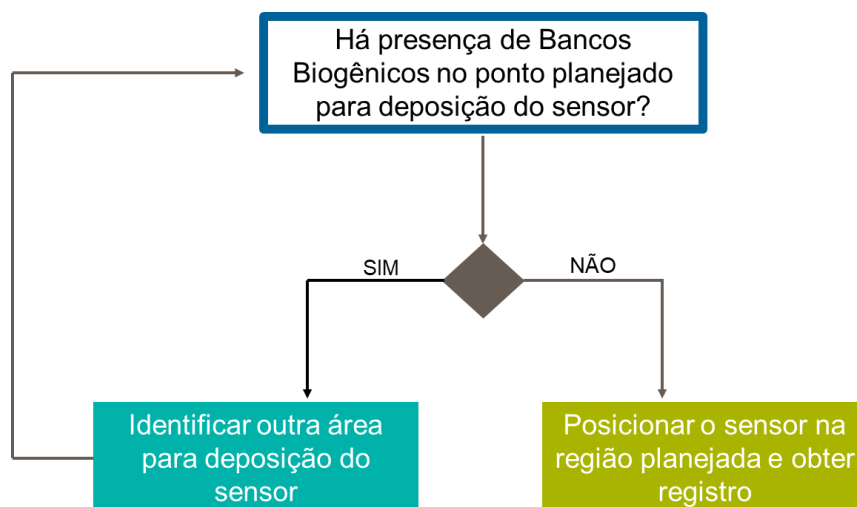 Há presença de Bancos
Biogênicos no ponto planejado
para deposição do sensor?
SIM
NÃO
Identificar outra área
para deposição do
sensor
Posicionar o sensor na
região planejada e obter
registro